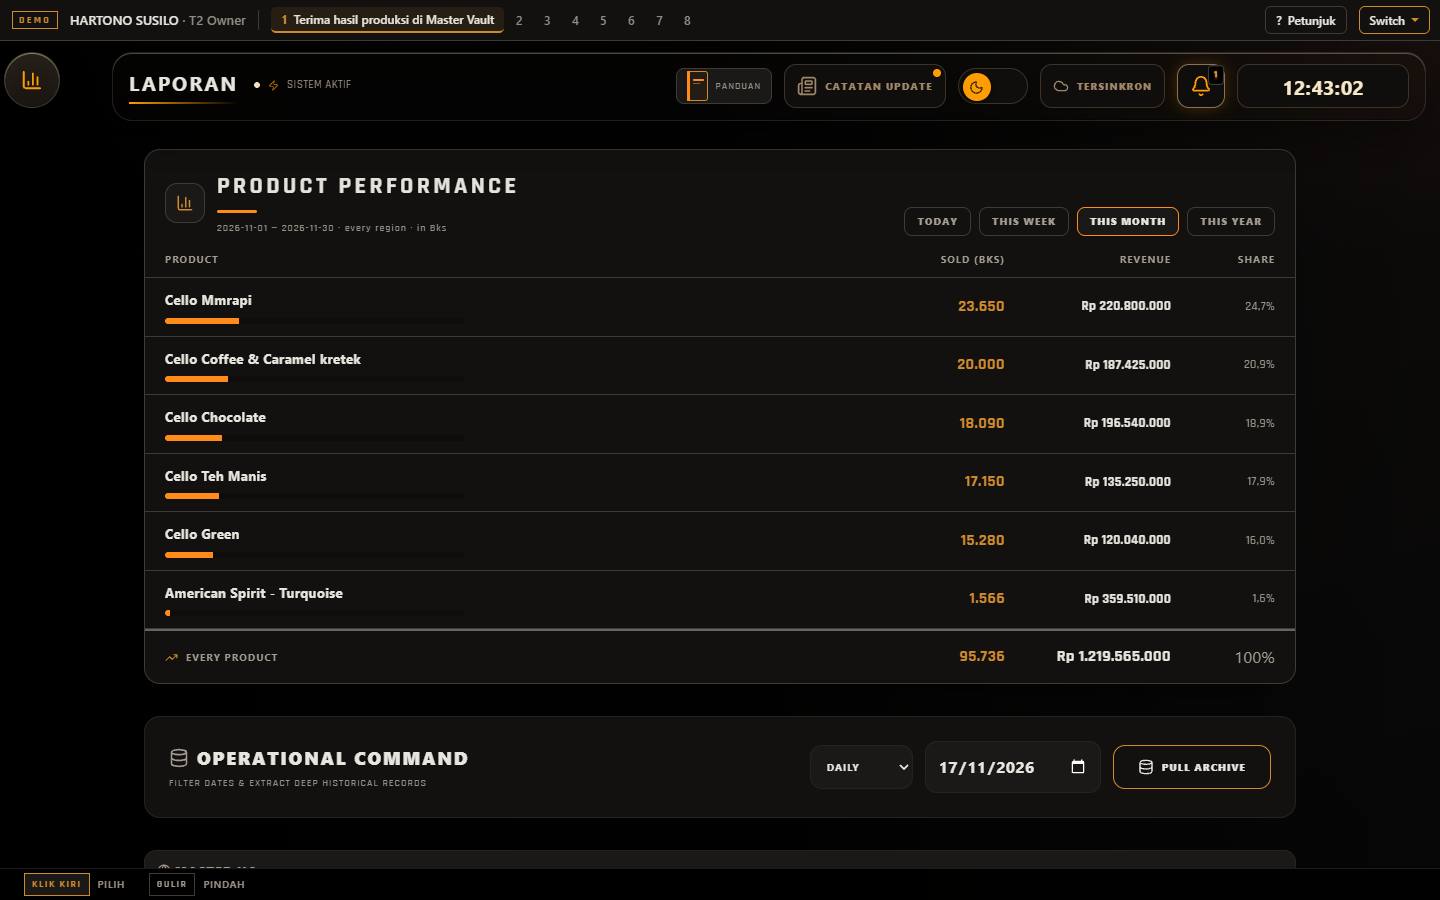 DEMO HARTONO SUSILO · T2 Owner 1 Terima hasil produksi di Master Vault 2 3 4 5 6 7 8 ? Petunjuk Switch
LAPORAN SISTEM AKTIF PANDUAN CATATAN UPDATE TERSINKRON 1 12:43:02
PRODUCT PERFORMANCE
2026-11-01 — 2026-11-30 · every region · in Bks
TODAY THIS WEEK THIS MONTH THIS YEAR
PRODUCT SOLD (BKS) REVENUE SHARE
Cello Mmrapi 23.650 Rp 220.800.000 24,7%
Cello Coffee & Caramel kretek 20.000 Rp 187.425.000 20,9%
Cello Chocolate 18.090 Rp 196.540.000 18,9%
Cello Teh Manis 17.150 Rp 135.250.000 17,9%
Cello Green 15.280 Rp 120.040.000 16,0%
American Spirit - Turquoise 1.566 Rp 359.510.000 1,6%
EVERY PRODUCT 95.736 Rp 1.219.565.000 100%
OPERATIONAL COMMAND
FILTER DATES & EXTRACT DEEP HISTORICAL RECORDS
DAILY 17/11/2026 PULL ARCHIVE
KLIK KIRI PILIH GULIR PINDAH